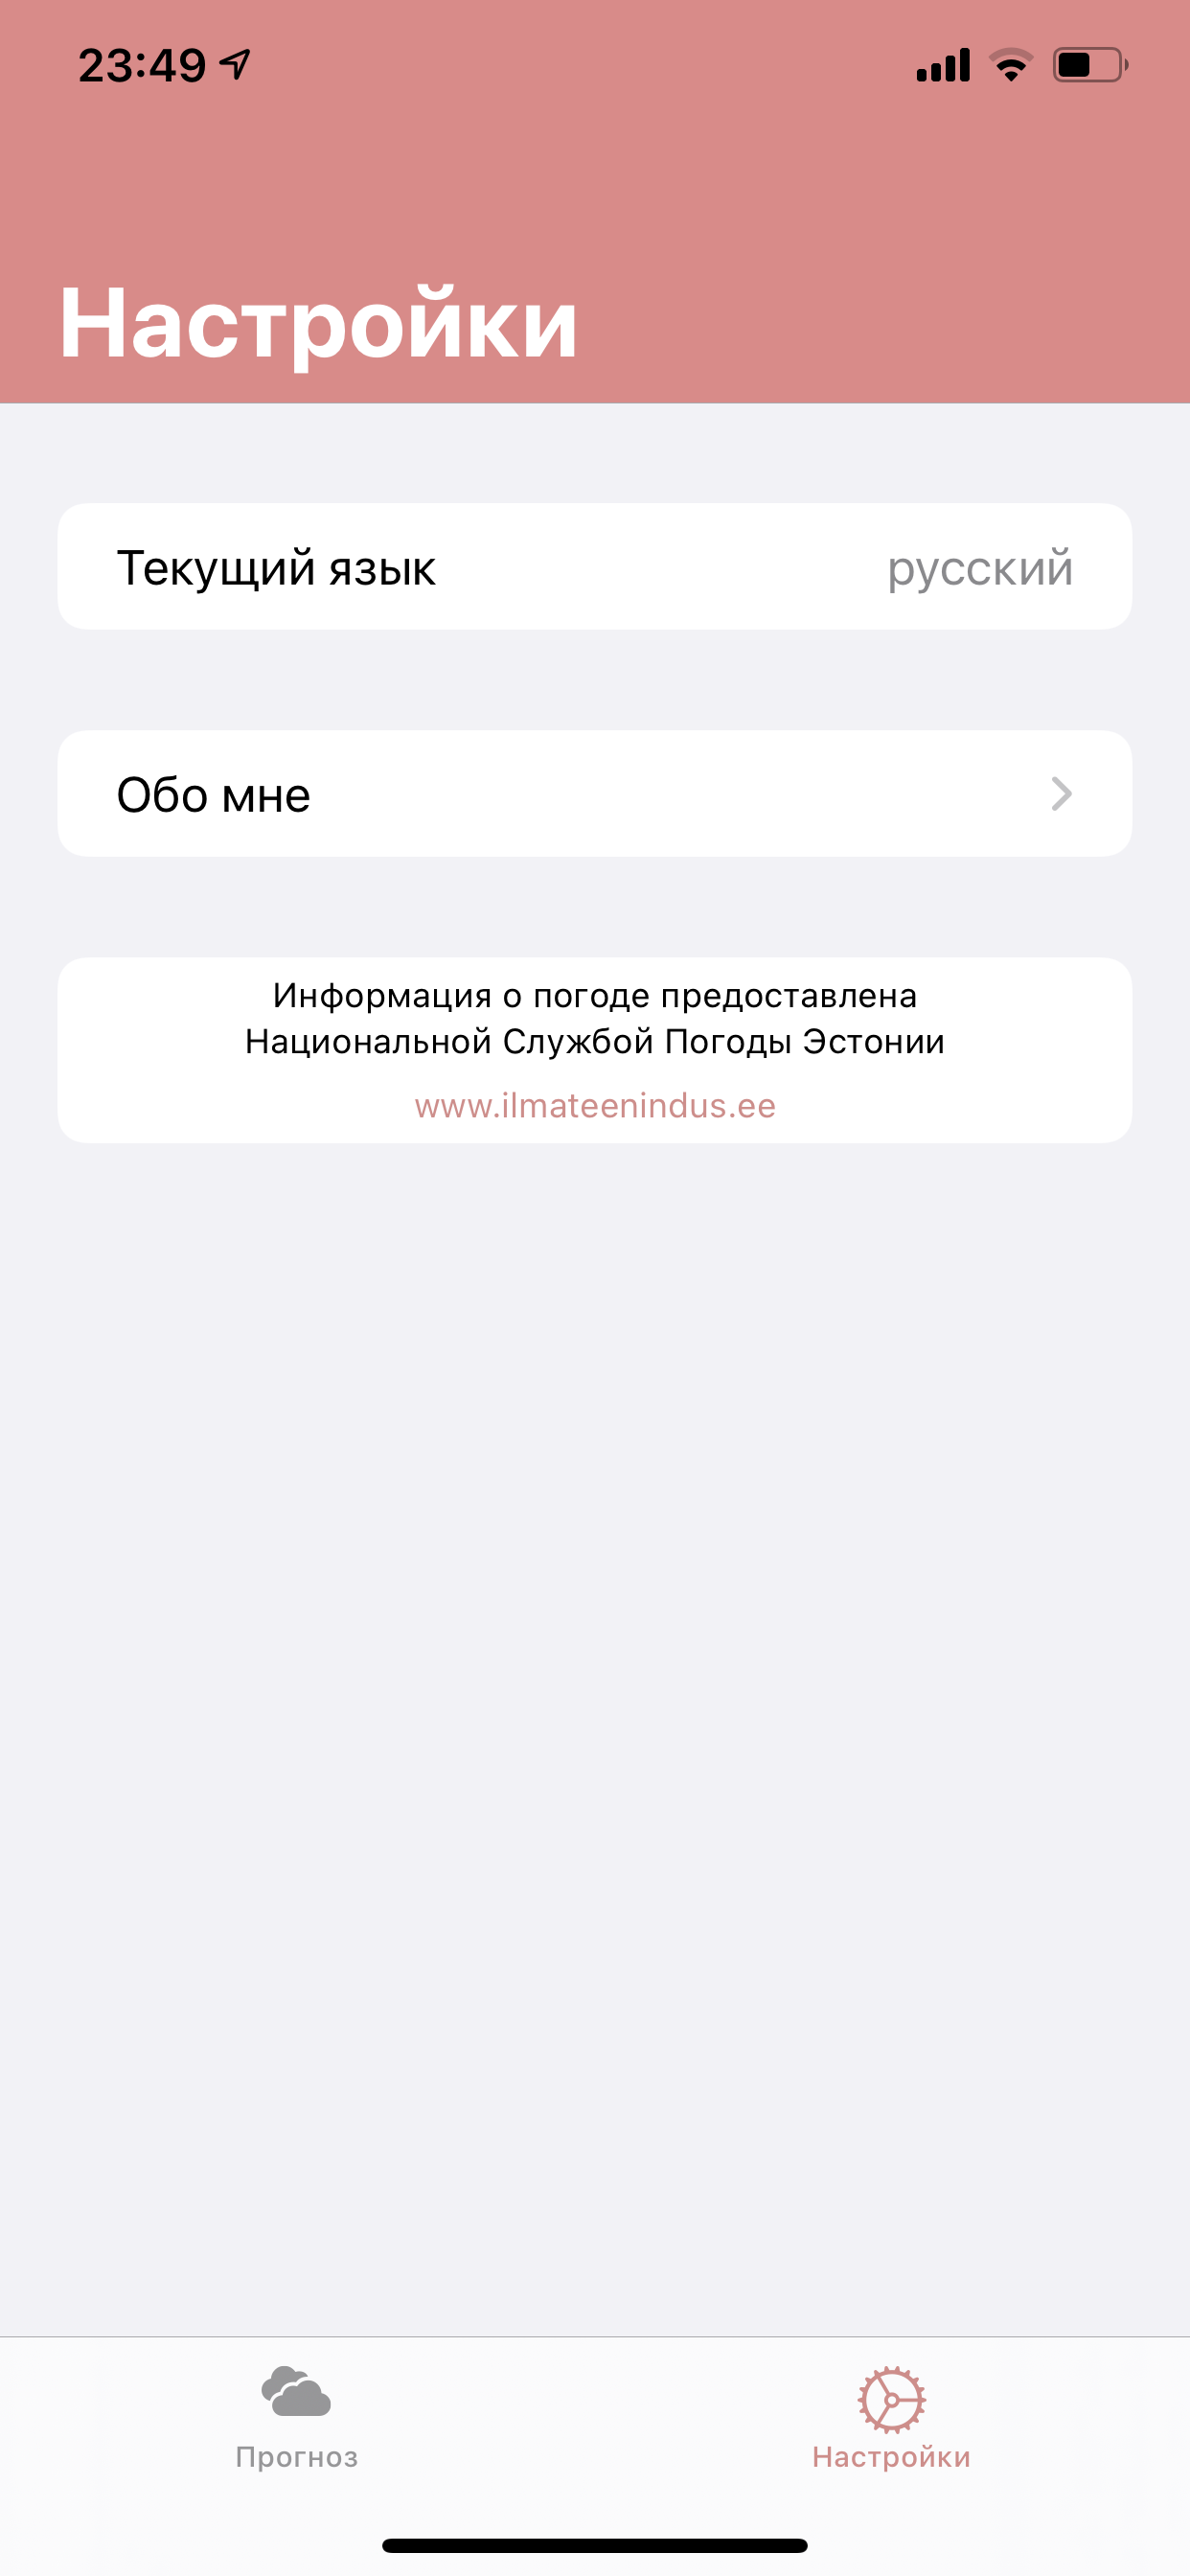 23:49
Настройки
Текущий язык
русский
Обо мне
Информация о погоде предоставлена
Национальной Службой Погоды Эстонии
www.ilmateenindus.ee
Прогноз
Настройки